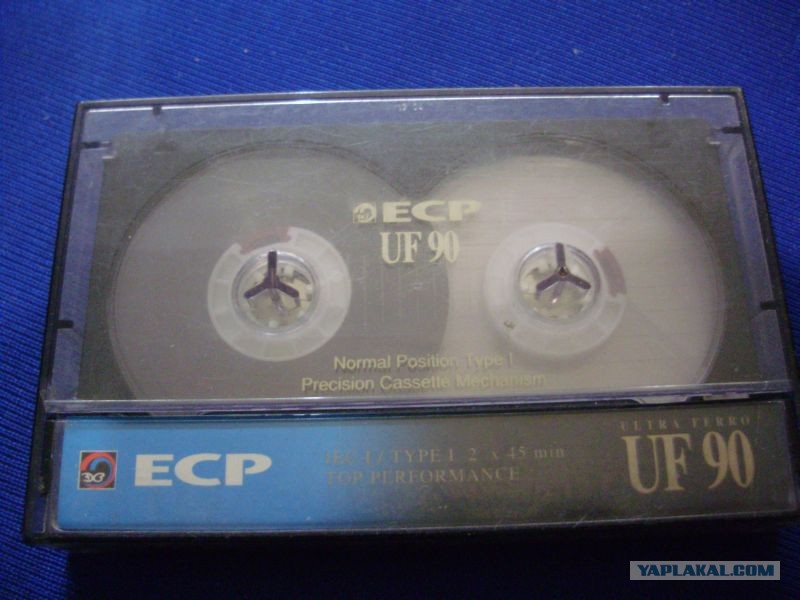 ECP
UF 90
Normal Position Type I
Precision Cassette Mechanism
ECP
IEC I / TYPE I 2 x 45 min
TOP PERFORMANCE
ULTRA FERRO
UF 90
YAPLAKAL.COM